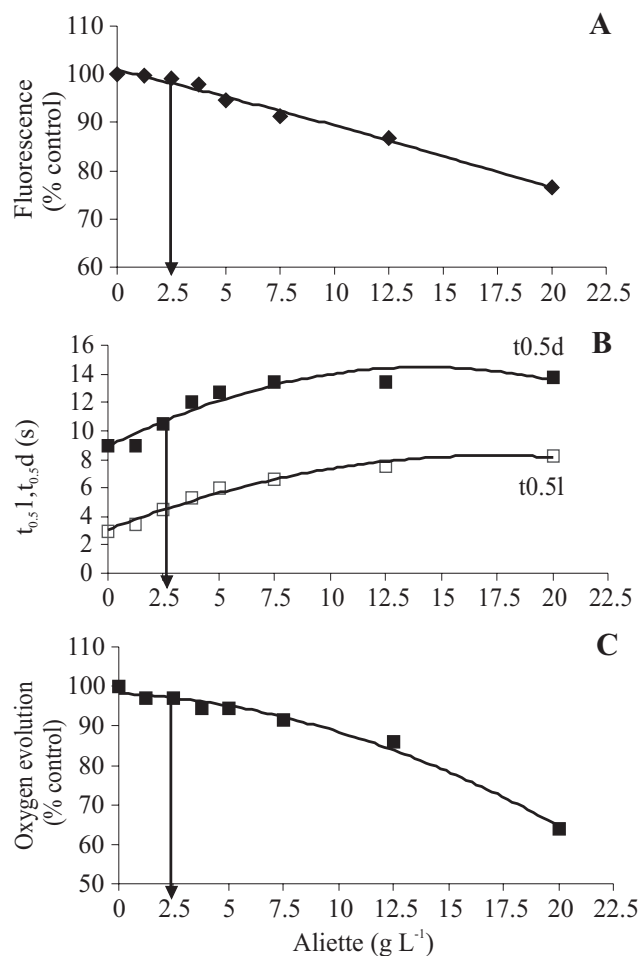 A
110
100
90
80
70
60
Fluorescence
(% control)
0 2.5 5 7.5 10 12.5 15 17.5 20 22.5
B
16
14
12
10
8
6
4
2
0
t0.5l,t0.5d (s)
t0.5d
t0.5l
0 2.5 5 7.5 10 12.5 15 17.5 20 22.5
C
110
100
90
80
70
60
50
Oxygen evolution
(% control)
0 2.5 5 7.5 10 12.5 15 17.5 20 22.5
Aliette (g L-1)